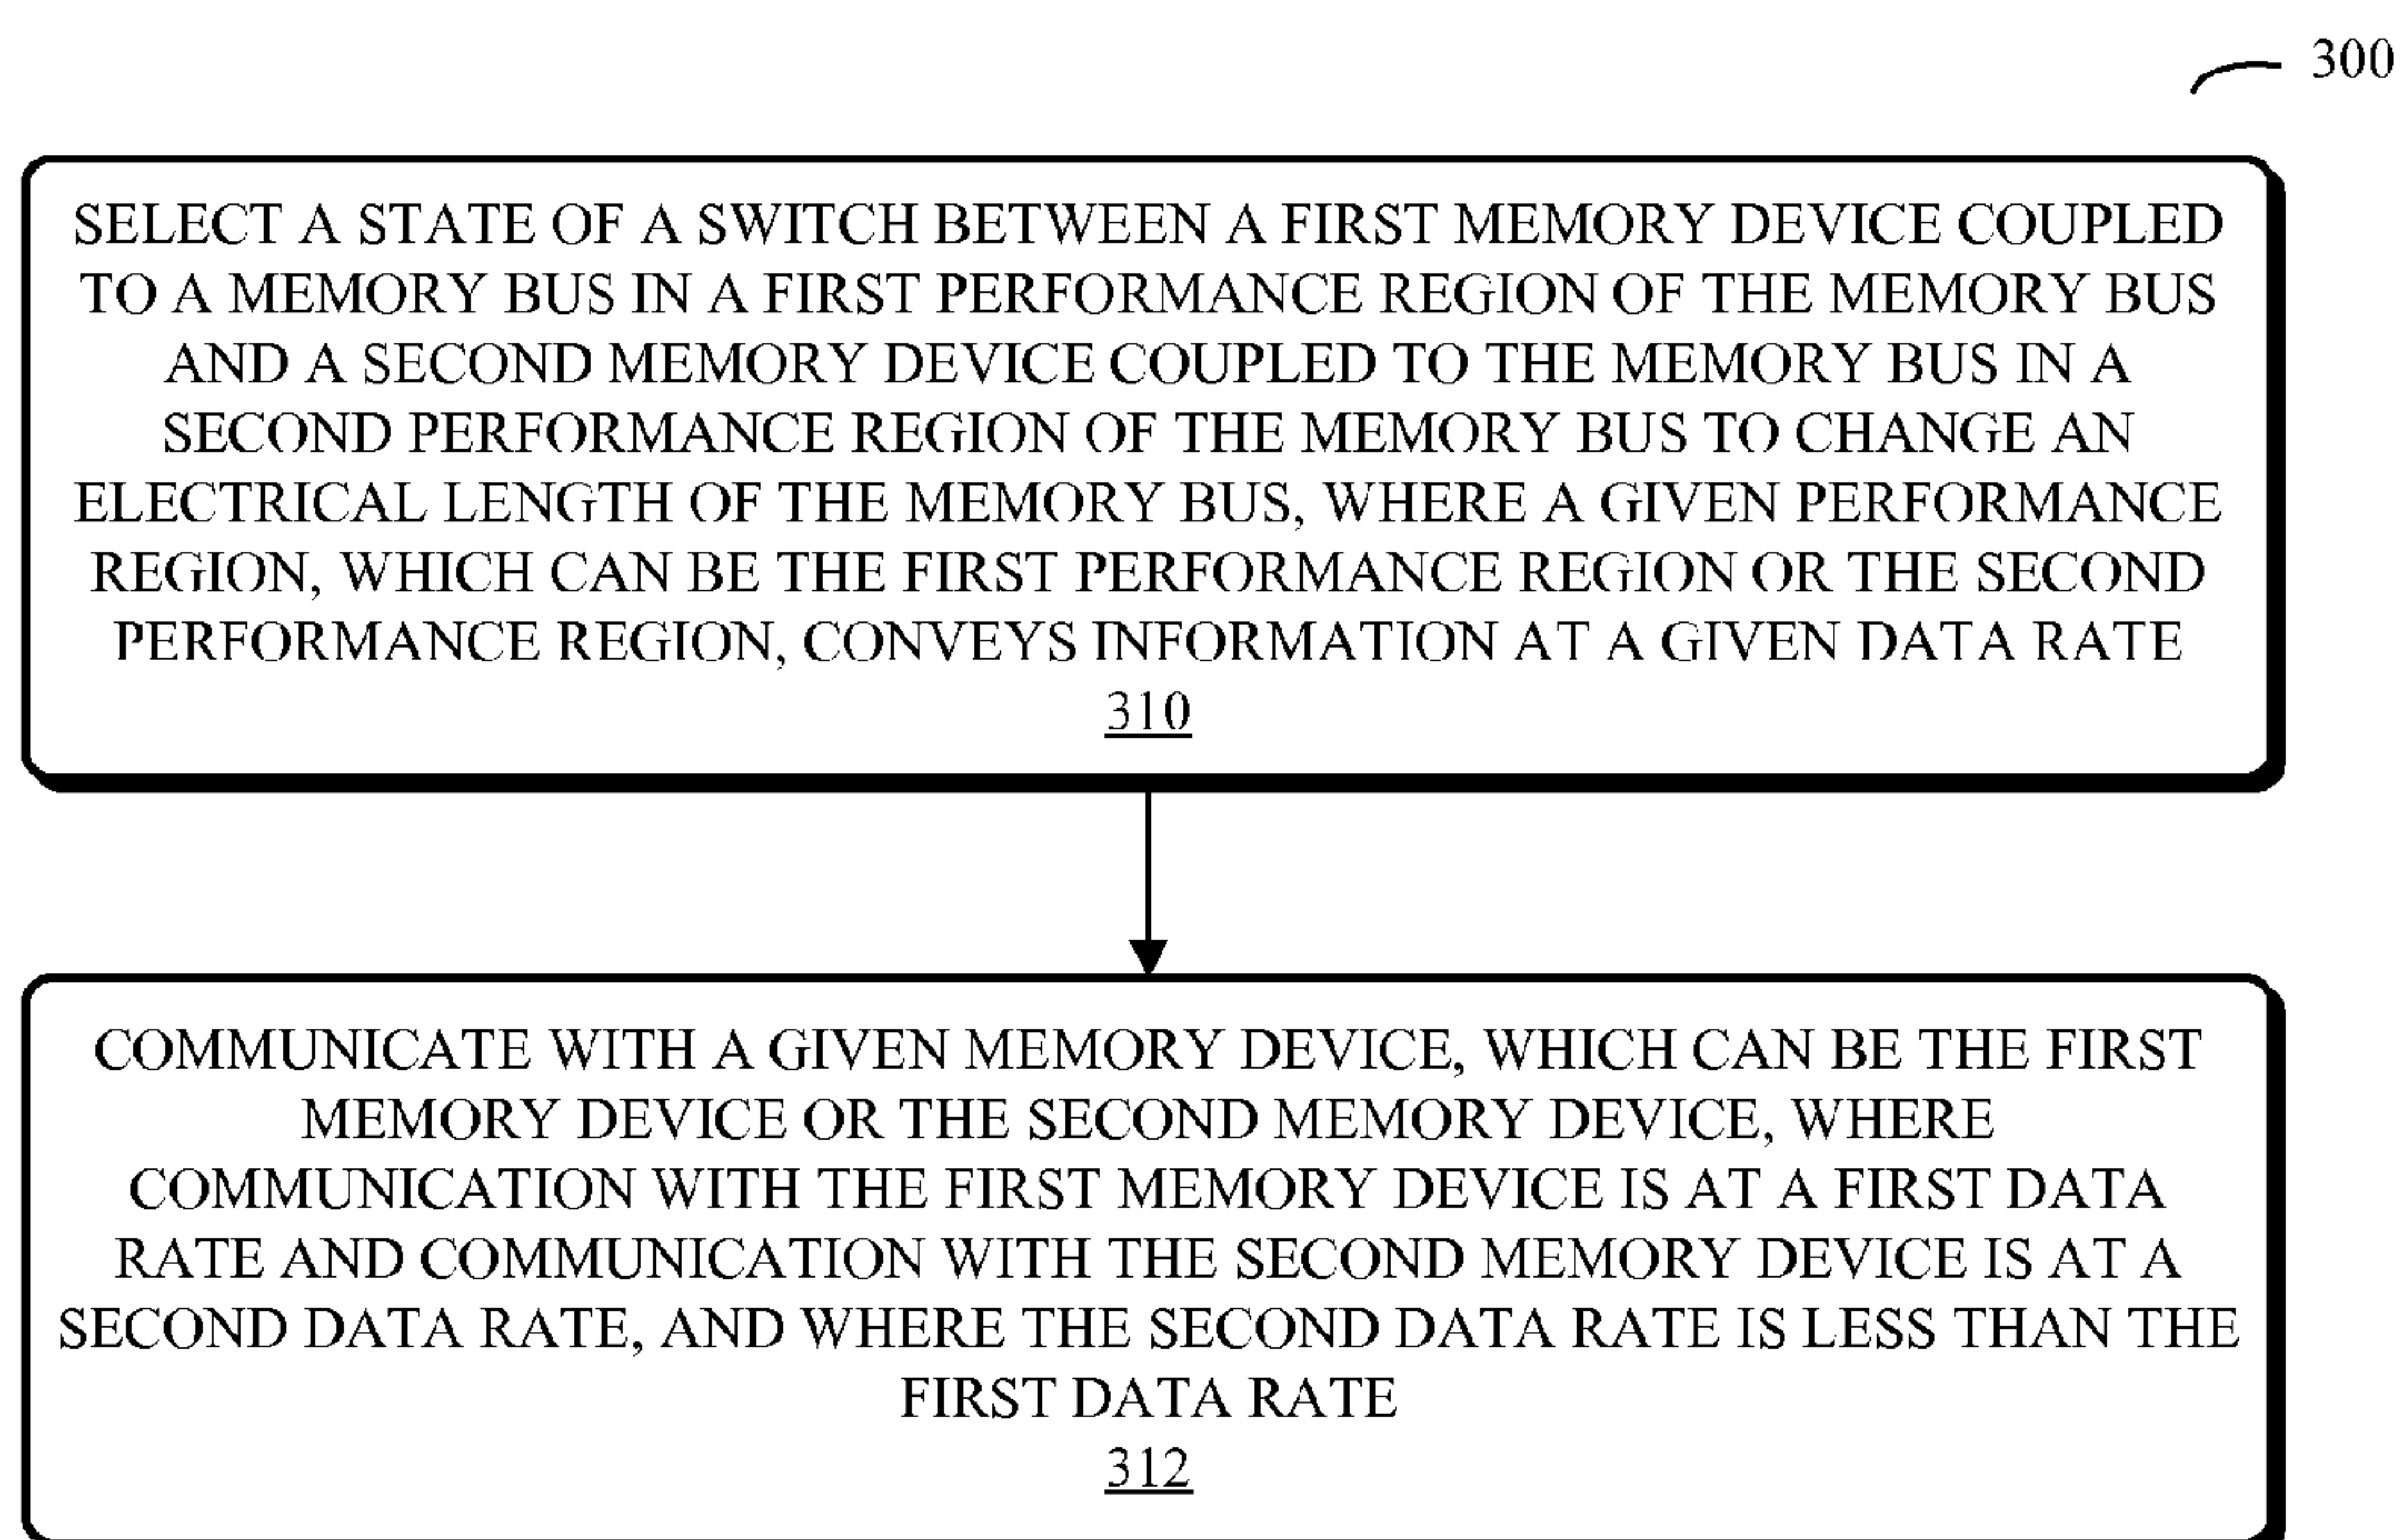 300
SELECT A STATE OF A SWITCH BETWEEN A FIRST MEMORY DEVICE COUPLED
TO A MEMORY BUS IN A FIRST PERFORMANCE REGION OF THE MEMORY BUS
AND A SECOND MEMORY DEVICE COUPLED TO THE MEMORY BUS IN A
SECOND PERFORMANCE REGION OF THE MEMORY BUS TO CHANGE AN
ELECTRICAL LENGTH OF THE MEMORY BUS, WHERE A GIVEN PERFORMANCE
REGION, WHICH CAN BE THE FIRST PERFORMANCE REGION OR THE SECOND
PERFORMANCE REGION, CONVEYS INFORMATION AT A GIVEN DATA RATE
310
COMMUNICATE WITH A GIVEN MEMORY DEVICE, WHICH CAN BE THE FIRST
MEMORY DEVICE OR THE SECOND MEMORY DEVICE, WHERE
COMMUNICATION WITH THE FIRST MEMORY DEVICE IS AT A FIRST DATA
RATE AND COMMUNICATION WITH THE SECOND MEMORY DEVICE IS AT A
SECOND DATA RATE, AND WHERE THE SECOND DATA RATE IS LESS THAN THE
FIRST DATA RATE
312